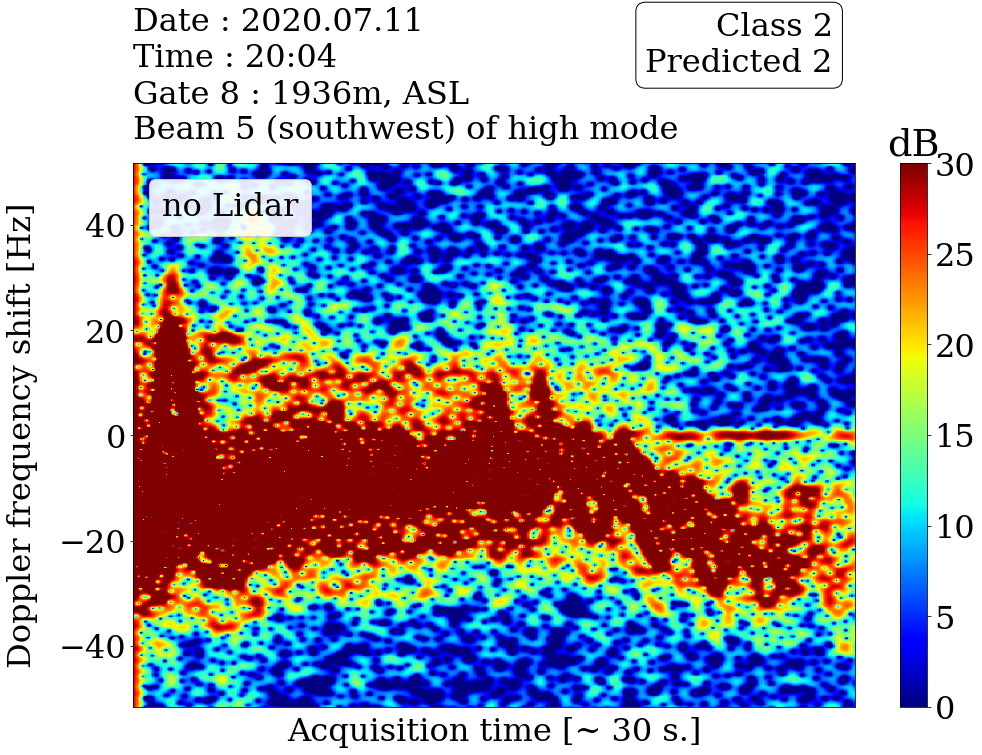 Date : 2020.07.11
Time : 20:04
Gate 8 : 1936m, ASL
Beam 5 (southwest) of high mode
Class 2
Predicted 2
dB
no Lidar
Doppler frequency shift [Hz]
40
20
0
−20
−40
30
25
20
15
10
5
0
Acquisition time [~ 30 s.]